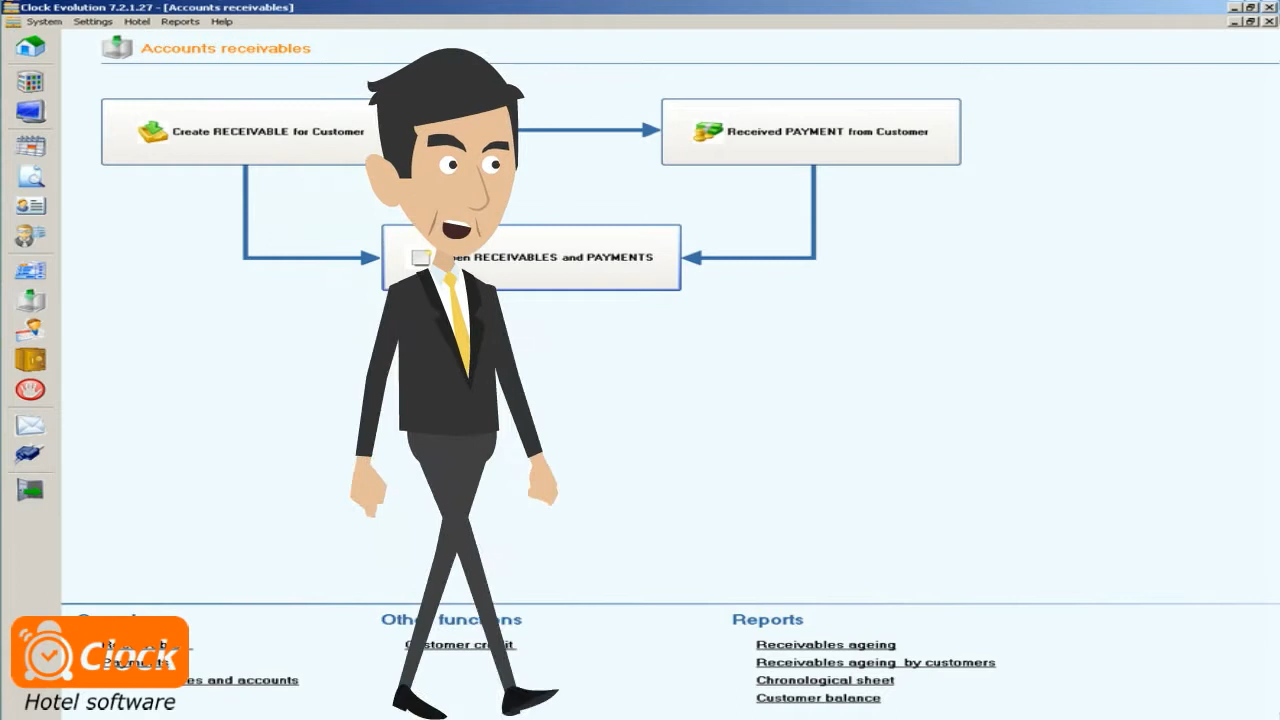 Clock Evolution 7.2.1.27 - [Accounts receivables]
System Settings Hotel Reports Help
Accounts receivables
Create RECEIVABLE for Customer
Received PAYMENT from Customer
RECEIVABLES and PAYMENTS
Other functions
Reports
Customer credit
Receivables ageing
Receivables ageing by customers
and accounts
Chronological sheet
Customer balance
Clock
Hotel software